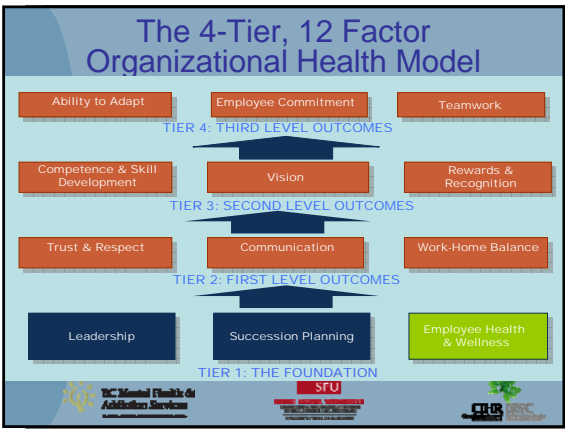 The 4-Tier, 12 Factor
Organizational Health Model
Ability to Adapt
Employee Commitment
Teamwork
TIER 4: THIRD LEVEL OUTCOMES
Competence & Skill
Development
Vision
Rewards &
Recognition
TIER 3: SECOND LEVEL OUTCOMES
Trust & Respect
Communication
Work-Home Balance
TIER 2: FIRST LEVEL OUTCOMES
Leadership
Succession Planning
Employee Health
& Wellness
TIER 1: THE FOUNDATION
BC Mental Health &
Addiction Services
SFU
CIHR IRSC